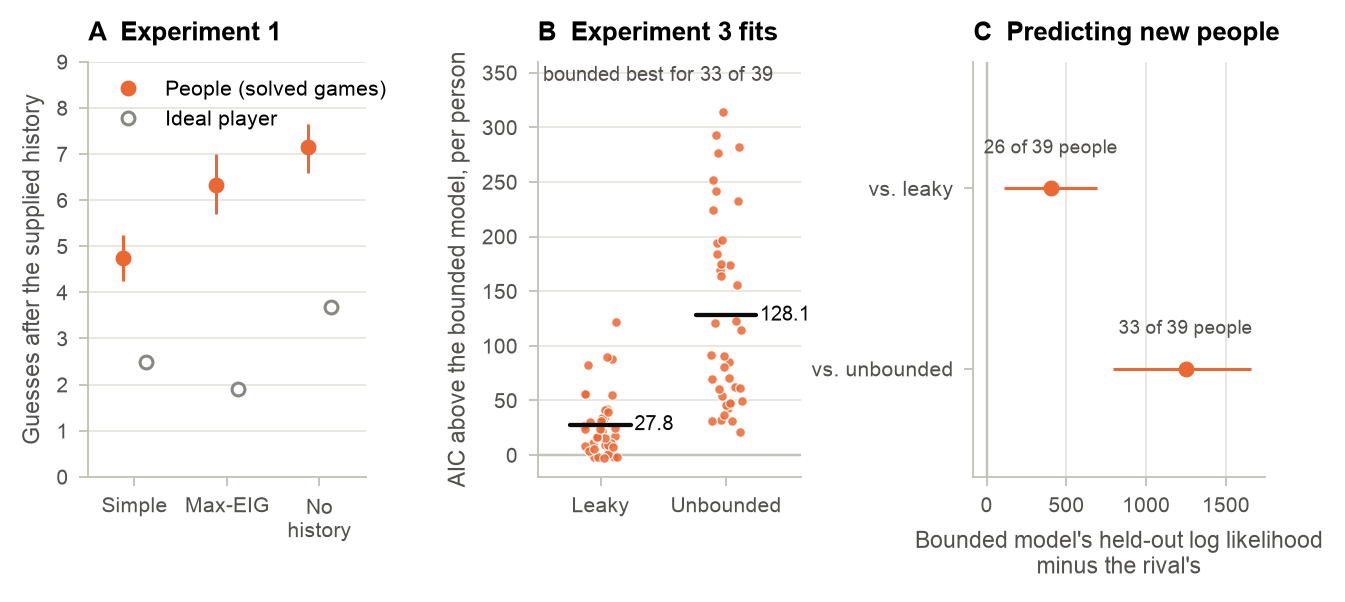 A Experiment 1
Guesses after the supplied history
9
8
7
6
5
4
3
2
1
0
People (solved games)
Ideal player
Simple
Max-EIG
No
history
B Experiment 3 fits
AIC above the bounded model, per person
350
300
250
200
150
100
50
0
bounded best for 33 of 39
27.8
128.1
Leaky
Unbounded
C Predicting new people
vs. leaky
26 of 39 people
vs. unbounded
33 of 39 people
0
500
1000
1500
Bounded model's held-out log likelihood
minus the rival's